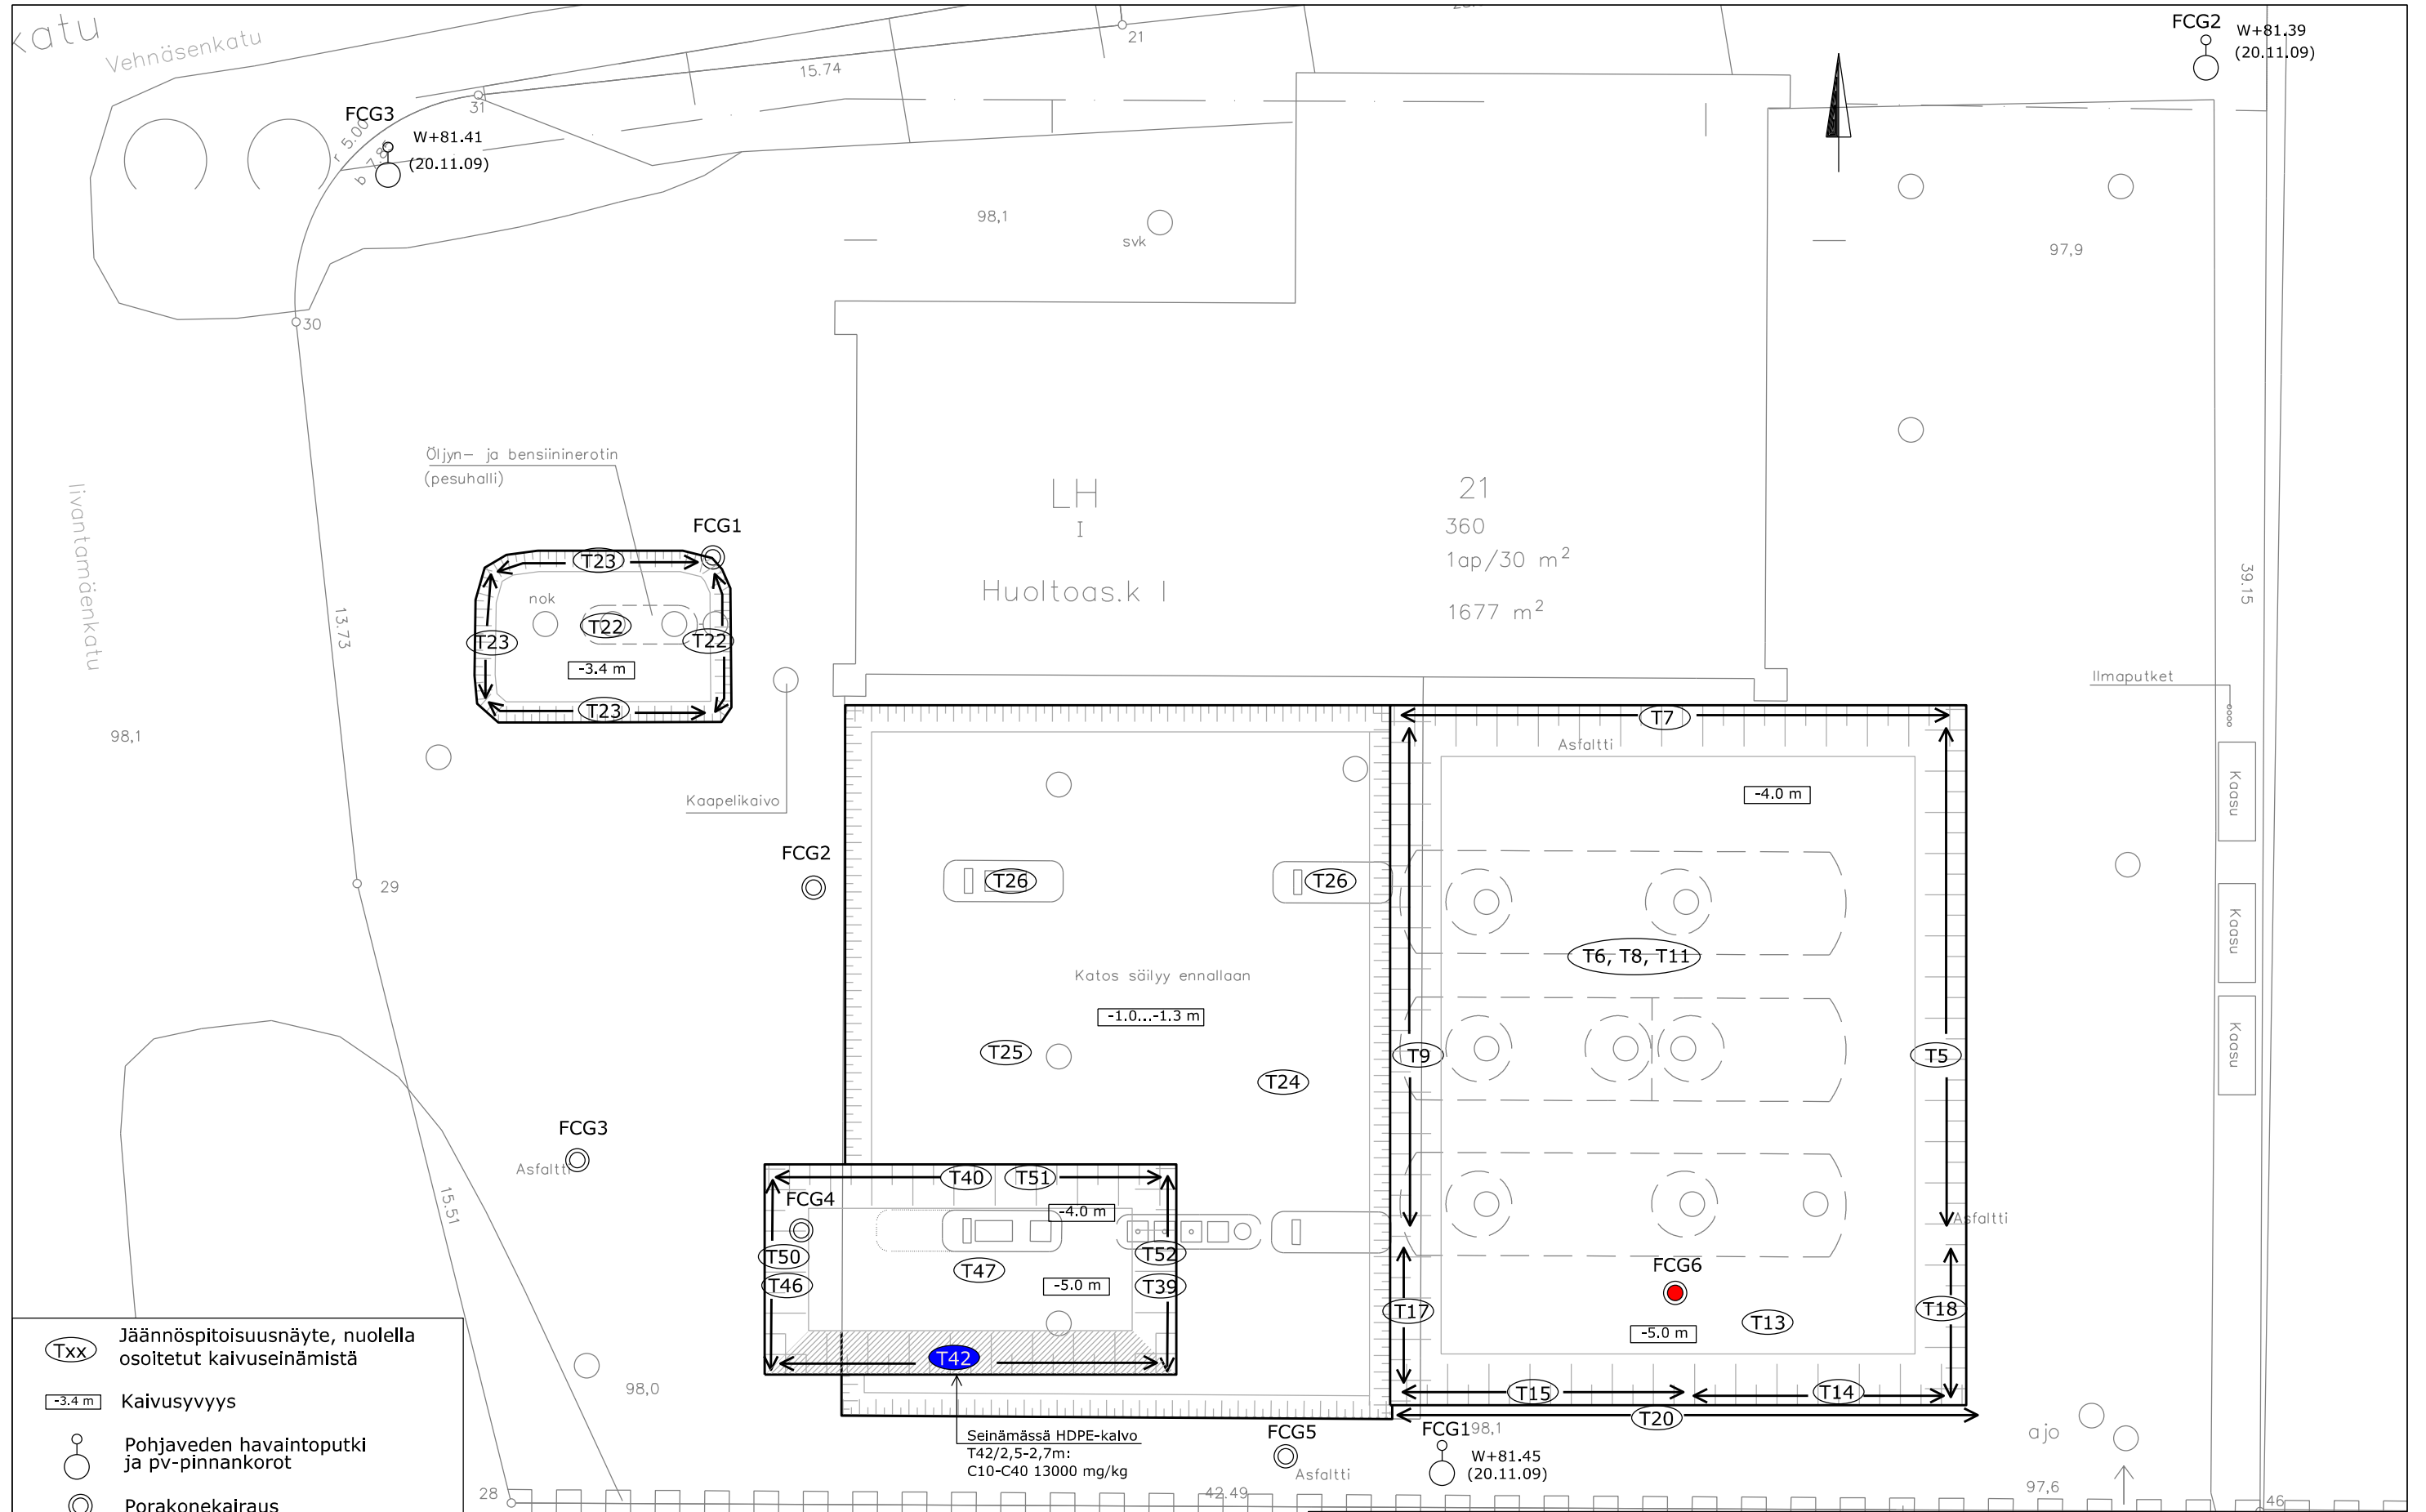 katu
Vehnäsenkatu
21
15.74
31
FCG3
W+81.41
(20.11.09)
r 5.00
FCG2
W+81.39
(20.11.09)
98,1
svk
97,9
30
Öljyn- ja bensiininerotin
(pesuhalli)
Iivantamäenkatu
13.73
LH
I
Huoltoas.k I
21
360
1ap/30 m²
1677 m²
39.15
FCG1
T23
nok
T22
T23
T22
-3.4 m
T23
Ilmaputket
98,1
Kaapelikaivo
T7
Asfaltti
-4.0 m
Kaasu
Kaasu
Kaasu
FCG2
29
T26
T26
T6, T8, T11
Katos säilyy ennallaan
-1.0...-1.3 m
T25
T24
T9
T5
FCG3
Asfaltti
15.51
T40
T51
FCG4
-4.0 m
T50
T52
T47
T46
-5.0 m
T39
T42
Asfaltti
FCG6
T17
T13
T18
-5.0 m
T15
T14
T20
98,0
Seinämässä HDPE-kalvo
T42/2,5-2,7m:
C10-C40 13000 mg/kg
FCG5
Asfaltti
FCG1
98,1
W+81.45
(20.11.09)
ajo
97,6
28
42.49
46
Txx
Jäännöspitoisuusnäyte, nuolella
osoitetut kaivuseinämistä
-3.4 m
Kaivusyvyys
Pohjaveden havaintoputki
ja pv-pinnankorot
Porakonekairaus